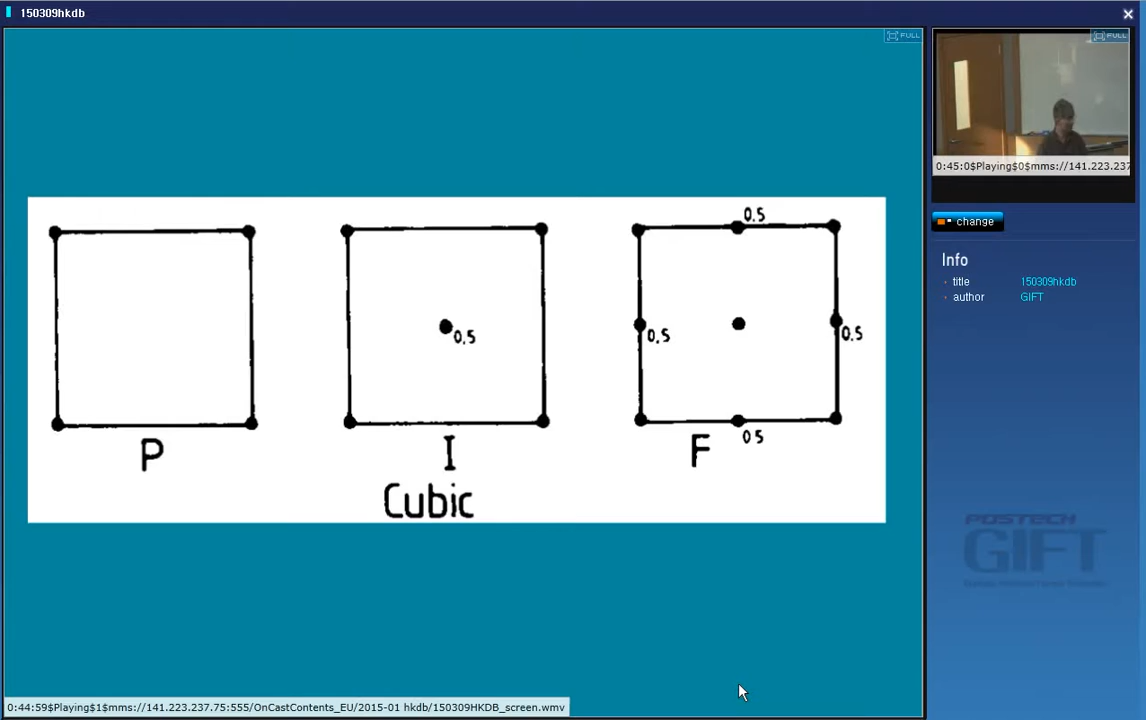 150309hkdb
FULL
FULL
0.5
0.5
0.5
0.5
0.5
P
I
F
Cubic
0:45:0$Playing$0$mms://141.223.237
change
Info
title 150309hkdb
author GIFT
POSTECH
GIFT
0:44:59$Playing$1$mms://141.223.237.75:555/OnCastContents_EU/2015-01 hkdb/150309HKDB_screen.wmv